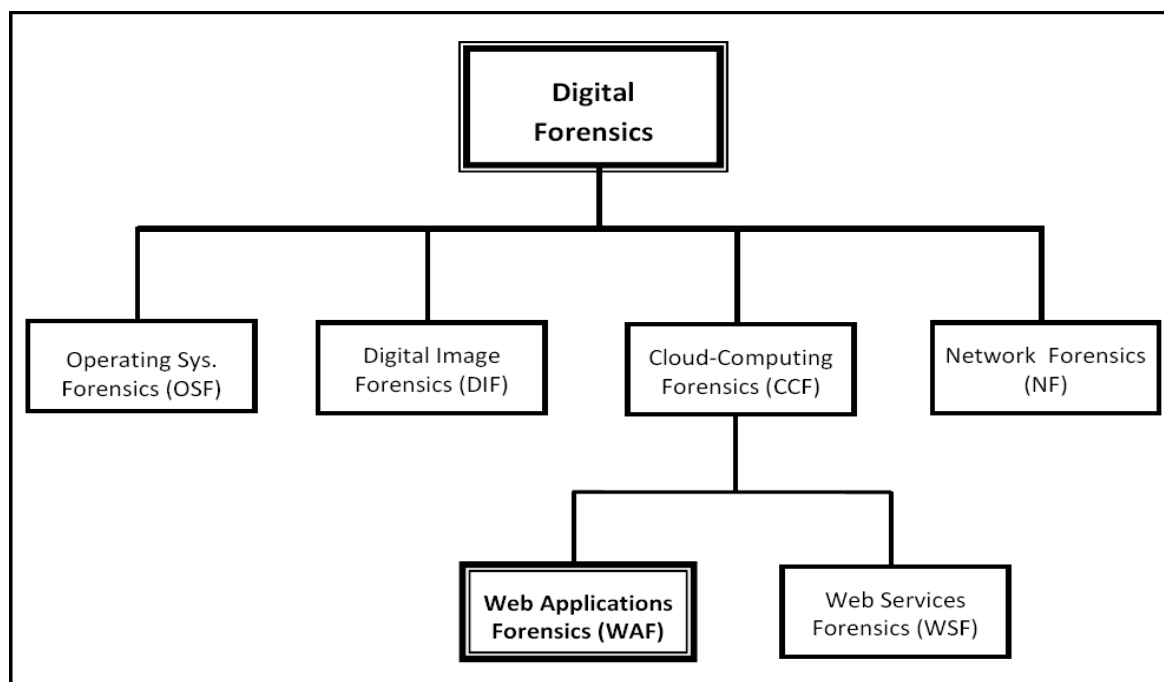 Digital
Forensics
Operating Sys.
Forensics (OSF)
Digital Image
Forensics (DIF)
Cloud-Computing
Forensics (CCF)
Network Forensics
(NF)
Web Applications
Forensics (WAF)
Web Services
Forensics (WSF)